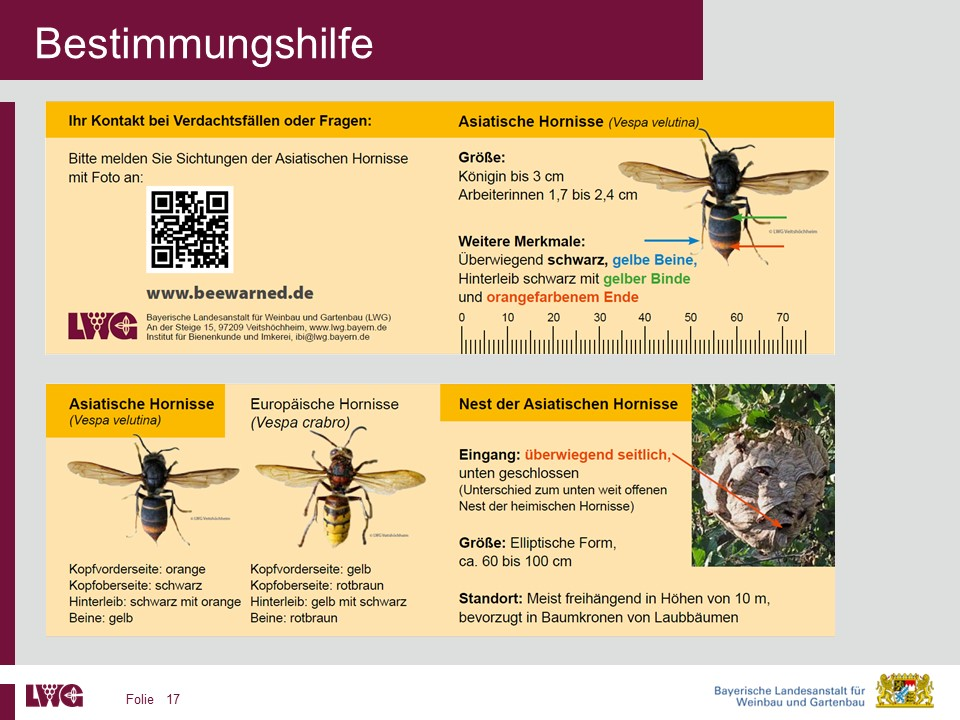 Bestimmungshilfe
Ihr Kontakt bei Verdachtsfällen oder Fragen:
Bitte melden Sie Sichtungen der Asiatischen Hornisse
mit Foto an:
www.beewarned.de
LWG
Bayerische Landesanstalt für Weinbau und Gartenbau (LWG)
An der Steige 15, 97209 Veitshöchheim, www.lwg.bayern.de
Institut für Bienenkunde und Imkerei, ibi@lwg.bayern.de
Asiatische Hornisse (Vespa velutina)
Größe:
Königin bis 3 cm
Arbeiterinnen 1,7 bis 2,4 cm
© LWG Veitshöchheim
Weitere Merkmale:
Überwiegend schwarz, gelbe Beine,
Hinterleib schwarz mit gelber Binde
und orangefarbenem Ende
0 10 20 30 40 50 60 70
Asiatische Hornisse
(Vespa velutina)
© LWG Veitshöchheim
Kopfvorderseite: orange
Kopfoberseite: schwarz
Hinterleib: schwarz mit orange
Beine: gelb
Europäische Hornisse
(Vespa crabro)
© LWG Veitshöchheim
Kopfvorderseite: gelb
Kopfoberseite: rotbraun
Hinterleib: gelb mit schwarz
Beine: rotbraun
Nest der Asiatischen Hornisse
Eingang: überwiegend seitlich,
unten geschlossen
(Unterschied zum unten weit offenen
Nest der heimischen Hornisse)
Größe: Elliptische Form,
ca. 60 bis 100 cm
Standort: Meist freihängend in Höhen von 10 m,
bevorzugt in Baumkronen von Laubbäumen
LWG
Folie 17
Bayerische Landesanstalt für
Weinbau und Gartenbau